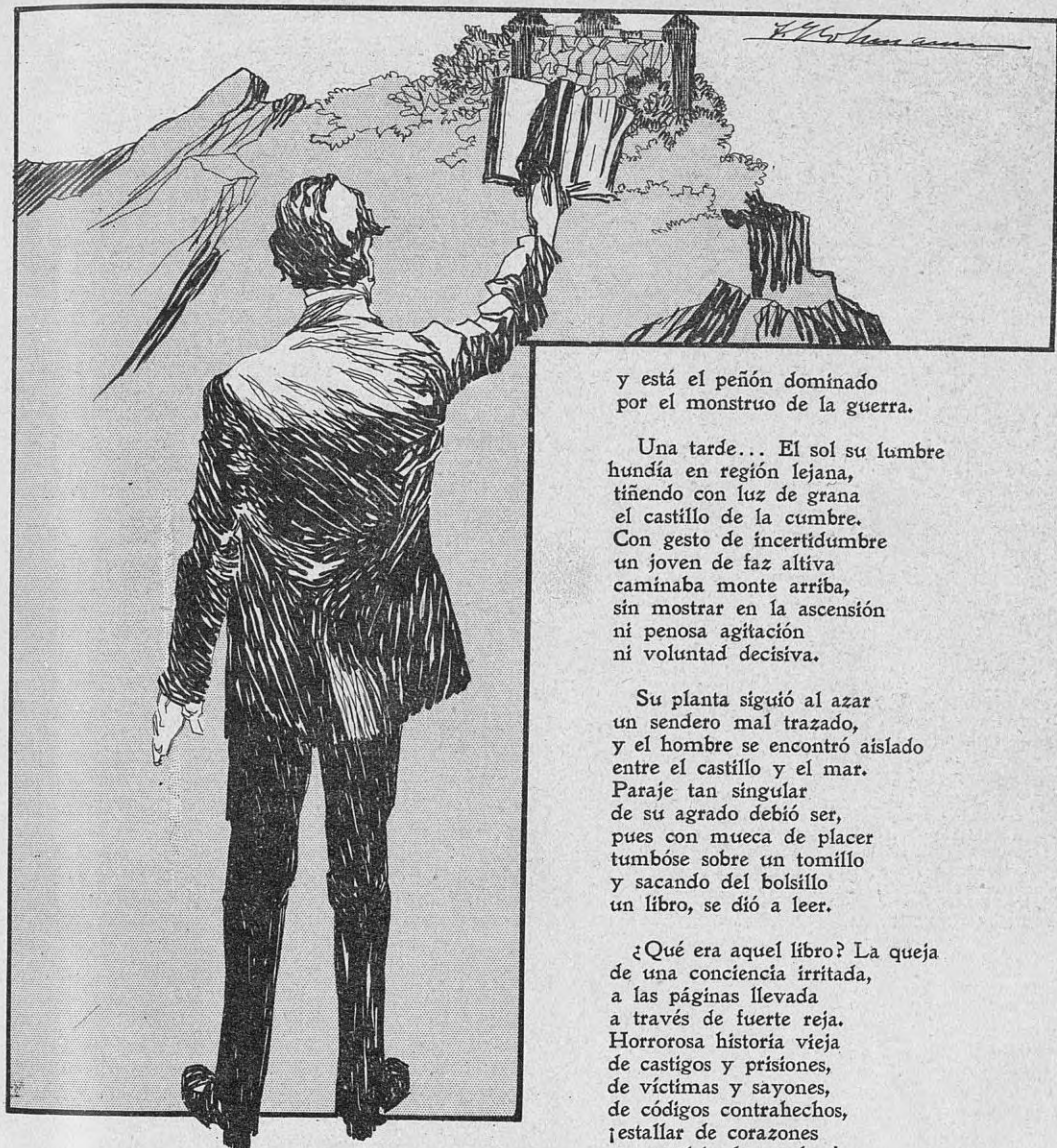 y está el peñón dominado
por el monstruo de la guerra.
Una tarde... El sol su lumbre
hundía en región lejana,
tiñendo con luz de grana
el castillo de la cumbre.
Con gesto de incertidumbre
un joven de faz altiva
caminaba monte arriba,
sin mostrar en la ascensión
ni penosa agitación
ni voluntad decisiva.
Su planta siguió al azar
un sendero mal trazado,
y el hombre se encontró aislado
entre el castillo y el mar.
Paraje tan singular
de su agrado debió ser,
pues con mueca de placer
tumbóse sobre un tomillo
y sacando del bolsillo
un libro, se dió a leer.
¿Qué era aquel libro? La queja
de una conciencia irritada,
a las páginas llevada
a través de fuerte reja.
Horrorosa historia vieja
de castigos y prisiones,
de víctimas y sayones,
de códigos contrahechos,
¡estallar de corazones